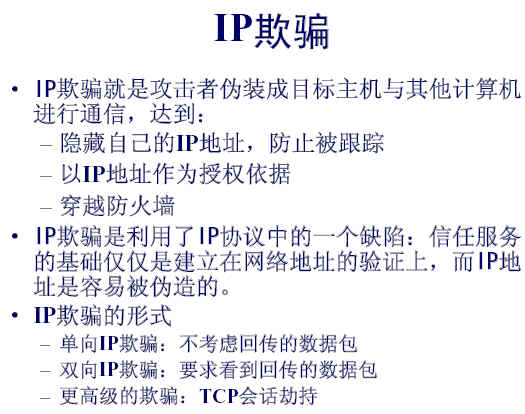 IP欺骗
• IP欺骗就是攻击者伪装成目标主机与其他计算机
进行通信，达到：
– 隐藏自己的IP地址，防止被跟踪
– 以IP地址作为授权依据
– 穿越防火墙
• IP欺骗是利用了IP协议中的一个缺陷：信任服务
的基础仅仅是建立在网络地址的验证上，而IP地
址是容易被伪造的。
• IP欺骗的形式
– 单向IP欺骗：不考虑回传的数据包
– 双向IP欺骗：要求看到回传的数据包
– 更高级的欺骗：TCP会话劫持